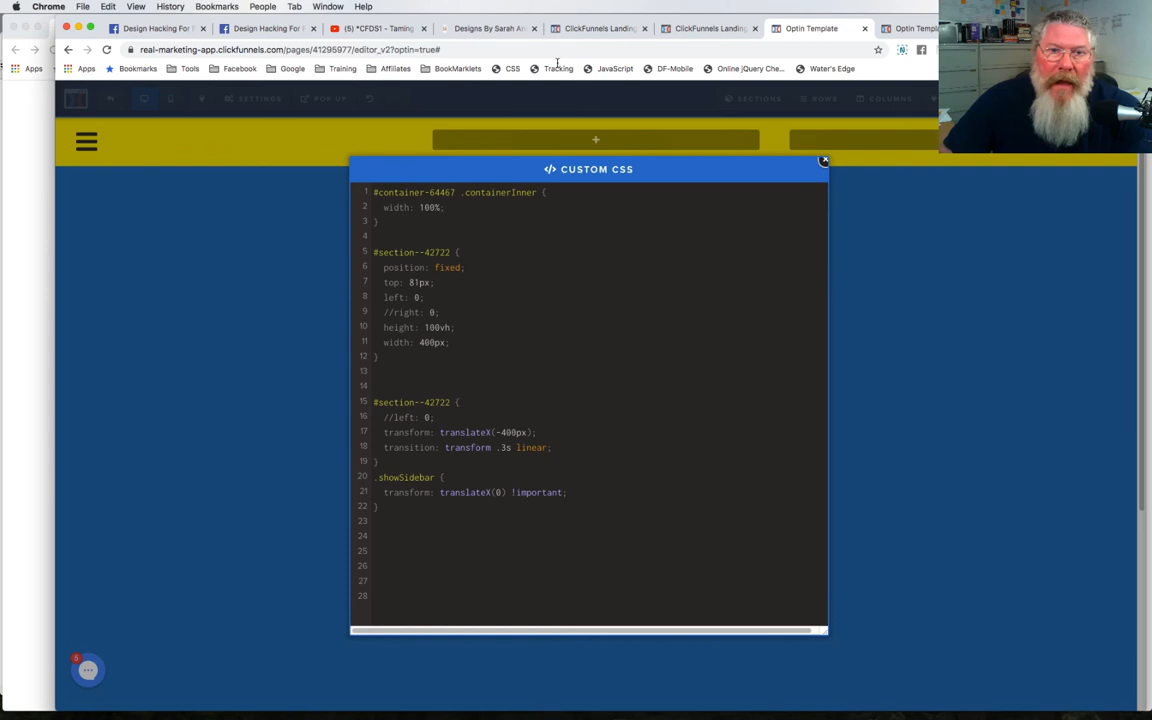 Chrome File Edit View History Bookmarks People Tab Window Help
Design Hacking For F
Design Hacking For F
(5) *CFDS1 - Taming
Designs By Sarah An
ClickFunnels Landing
ClickFunnels Landing
Optin Template
Optin Template
real-marketing-app.clickfunnels.com/pages/41295977/editor_v2?optin=true#
Apps
Apps Bookmarks Tools Facebook Google Training Affiliates BookMarklets CSS Tracking JavaScript DF-Mobile Online jQuery Che... Water's Edge
SETTINGS POP UP SECTIONS ROWS COLUMNS
+
</> CUSTOM CSS
1 #container-64467 .containerInner {
2 width: 100%;
3 }
4
5 #section--42722 {
6 position: fixed;
7 top: 81px;
8 left: 0;
9 //right: 0;
10 height: 100vh;
11 width: 400px;
12 }
13
14
15 #section--42722 {
16 //left: 0;
17 transform: translateX(-400px);
18 transition: transform .3s linear;
19 }
20 .showSidebar {
21 transform: translateX(0) !important;
22 }
23
24
25
26
27
28
5